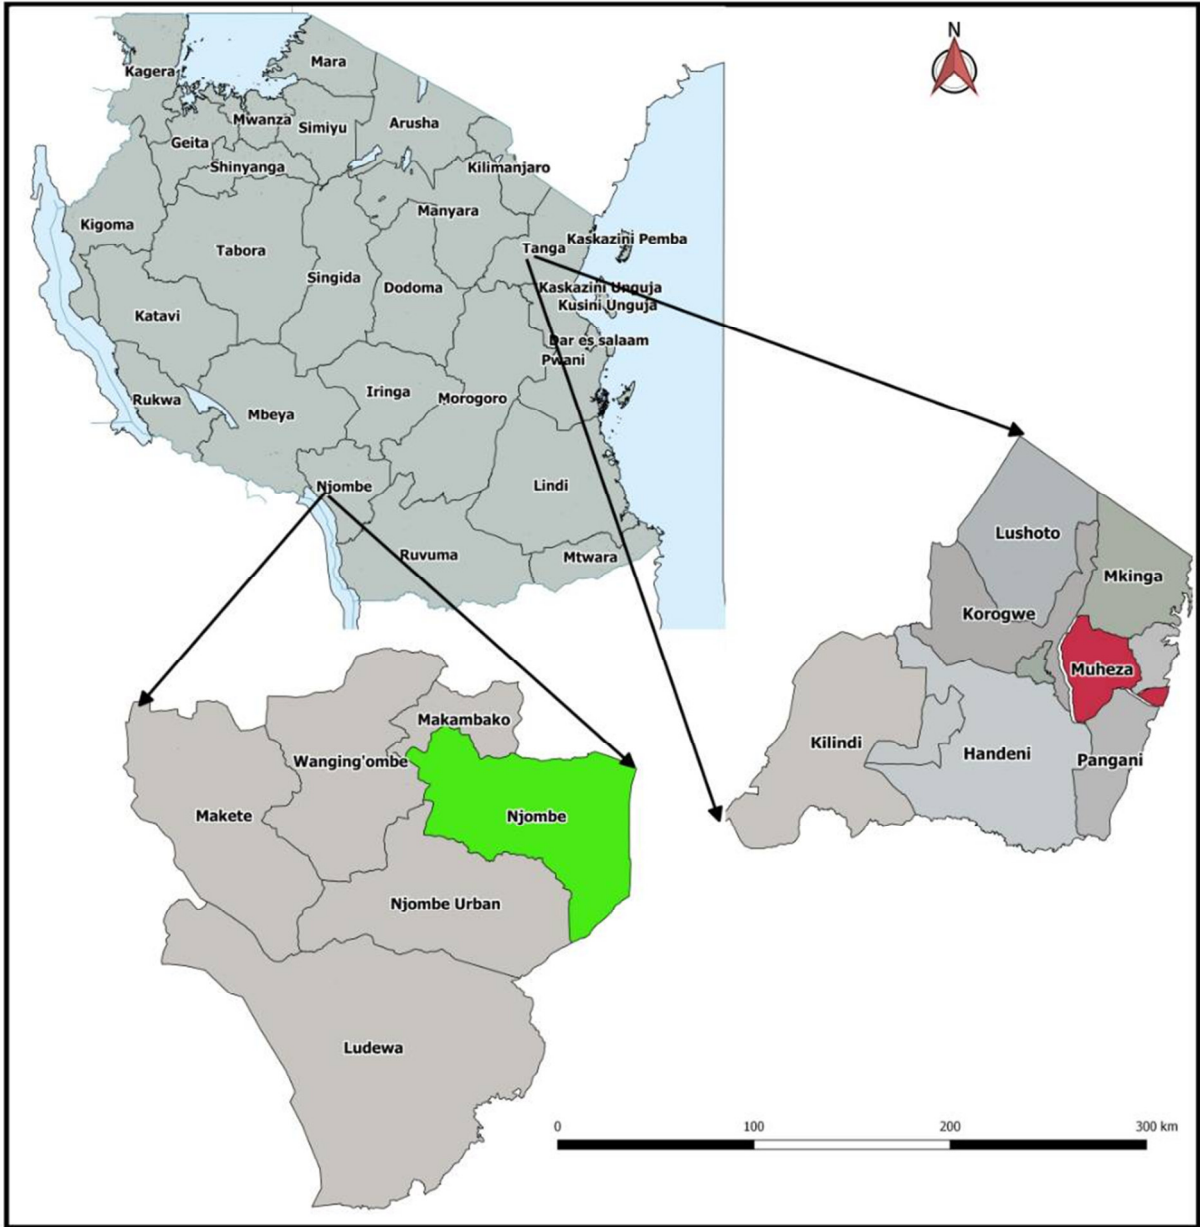 N
Kagera
Mara
Mwanza
Simiyu
Arusha
Geita
Shinyanga
Kilimanjaro
Kigoma
Manyara
Tabora
Tanga
Kaskazini Pemba
Singida
Dodoma
Kaskazini Unguja
Kusini Unguja
Katavi
Dar es salaam
Pwani
Rukwa
Mbeya
Iringa
Morogoro
Njombe
Lindi
Ruvuma
Mtwara
Lushoto
Mkinga
Korogwe
Muheza
Kilindi
Handeni
Pangani
Makambako
Wanging'ombe
Makete
Njombe
Njombe Urban
Ludewa
0 100 200 300 km